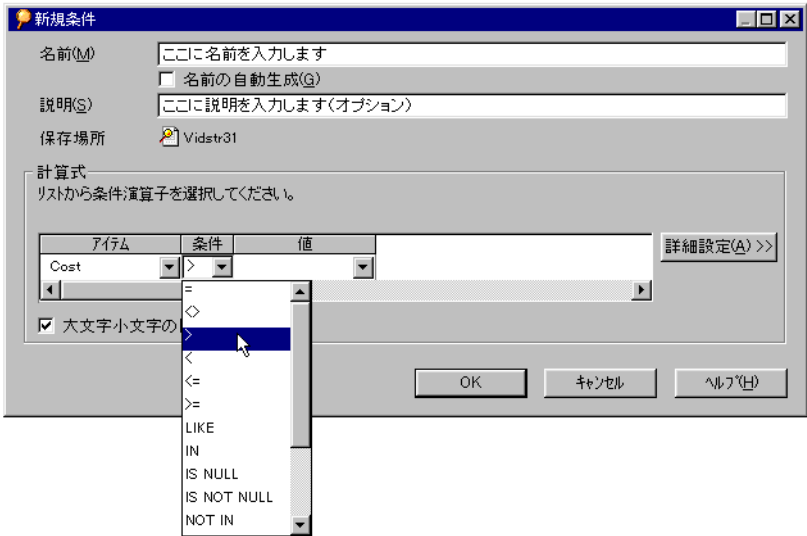 新規条件
名前(M) ここに名前を入力します
名前の自動生成(G)
説明(S) ここに説明を入力します(オプション)
保存場所 Vidstr31
計算式
リストから条件演算子を選択してください。
アイテム 条件 値
Cost >
詳細設定(A) >>
=
<>
大文字小文字の
>
<
<=
>=
LIKE
IN
IS NULL
IS NOT NULL
NOT IN
OK キャンセル ヘルプ(H)